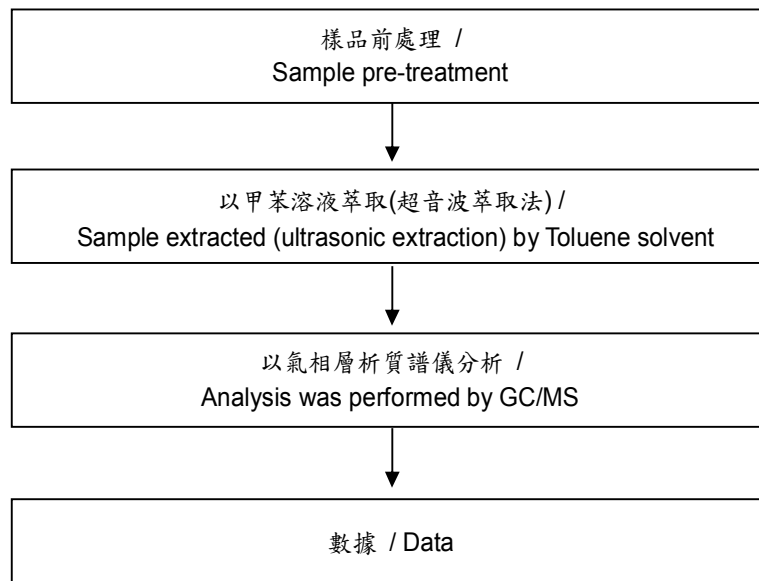 樣品前處理 /
Sample pre-treatment
以甲苯溶液萃取(超音波萃取法) /
Sample extracted (ultrasonic extraction) by Toluene solvent
以氣相層析質譜儀分析 /
Analysis was performed by GC/MS
數據 / Data